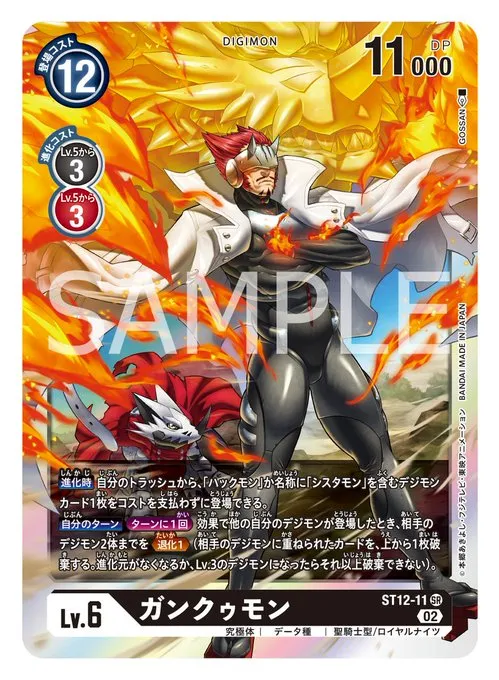 登場コスト
12
DIGIMON
DP
11000
進化コスト
Lv.5から
3
Lv.5から
3
GOSSAN
BANDAI MADE IN JAPAN
© 本郷あきよし・フジテレビ・東映アニメーション
SAMPLE
進化時 自分のトラッシュから、「ハックモン」か名称に「シスタモン」を含むデジモン
カード1枚をコストを支払わずに登場できる。
自分のターン ターンに1回 効果で他の自分のデジモンが登場したとき、相手の
デジモン2体までを 退化1 (相手のデジモンに重ねられたカードを、上から1枚破
棄する。進化元がなくなるか、Lv.3のデジモンになったらそれ以上破棄できない)。
Lv.6
ガンクゥモン
ST12-11 SR
02
究極体 | データ種 | 聖騎士型/ロイヤルナイツ